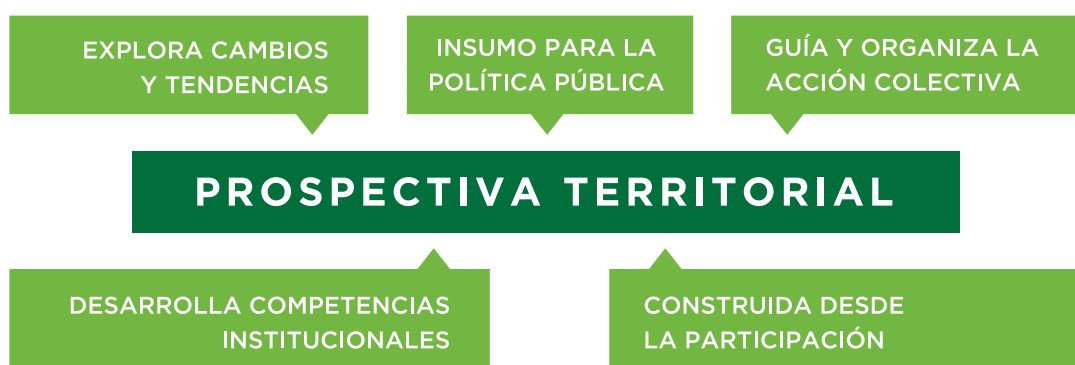 EXPLORA CAMBIOS
Y TENDENCIAS
INSUMO PARA LA
POLÍTICA PÚBLICA
GUÍA Y ORGANIZA LA
ACCIÓN COLECTIVA
PROSPECTIVA TERRITORIAL
DESARROLLA COMPETENCIAS
INSTITUCIONALES
CONSTRUIDA DESDE
LA PARTICIPACIÓN